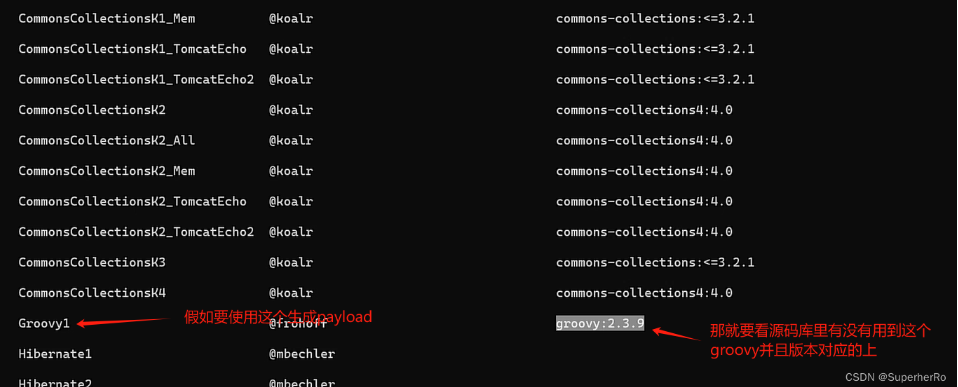 CommonsCollectionsK1_Mem @koalr commons-collections:<=3.2.1
CommonsCollectionsK1_TomcatEcho @koalr commons-collections:<=3.2.1
CommonsCollectionsK1_TomcatEcho2 @koalr commons-collections:<=3.2.1
CommonsCollectionsK2 @koalr commons-collections4:4.0
CommonsCollectionsK2_All @koalr commons-collections4:4.0
CommonsCollectionsK2_Mem @koalr commons-collections4:4.0
CommonsCollectionsK2_TomcatEcho @koalr commons-collections4:4.0
CommonsCollectionsK2_TomcatEcho2 @koalr commons-collections4:4.0
CommonsCollectionsK3 @koalr commons-collections:<=3.2.1
CommonsCollectionsK4 @koalr commons-collections4:4.0
Groovy1 @frohoff groovy:2.3.9
假如要使用这个生成payload
那就要看源码库里有没有用到这个
groovy并且版本对应的上
Hibernate1 @mbechler
Hibernate2 @mbechler
CSDN @SuperherRo